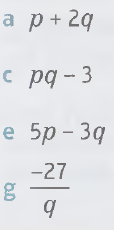 a p + 2q
c pq − 3
e 5p − 3q
g −27/q